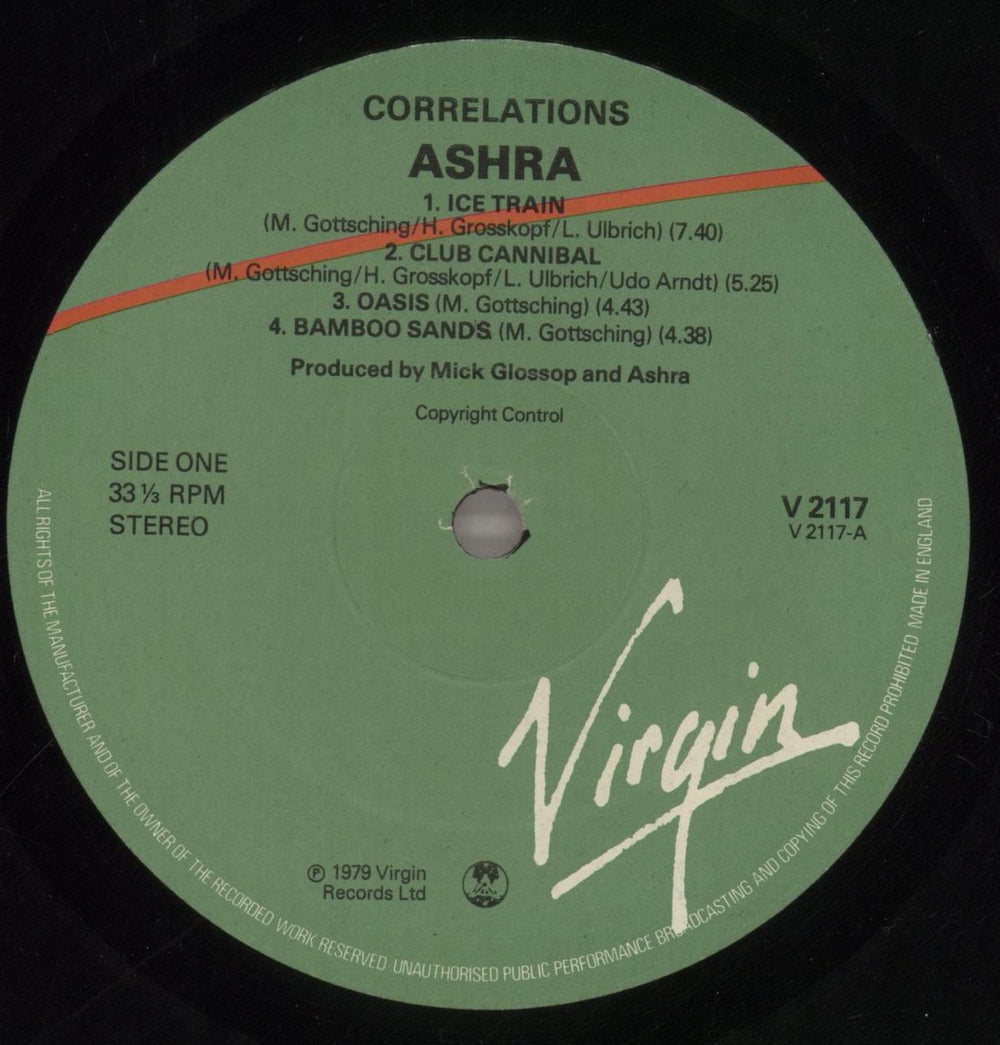 CORRELATIONS
ASHRA
1. ICE TRAIN
(M. Gottsching/H. Grosskopf/L. Ulbrich) (7.40)
2. CLUB CANNIBAL
(M. Gottsching/H. Grosskopf/L. Ulbrich/Udo Arndt) (5.25)
3. OASIS (M. Gottsching) (4.43)
4. BAMBOO SANDS (M. Gottsching) (4.38)
Produced by Mick Glossop and Ashra
Copyright Control
SIDE ONE
33 ⅓ RPM
STEREO
V 2117
V 2117-A
Virgin
℗ 1979 Virgin
Records Ltd
ALL RIGHTS OF THE MANUFACTURER AND OF THE OWNER OF THE RECORDED WORK RESERVED UNAUTHORISED PUBLIC PERFORMANCE BROADCASTING AND COPYING OF THIS RECORD PROHIBITED MADE IN ENGLAND